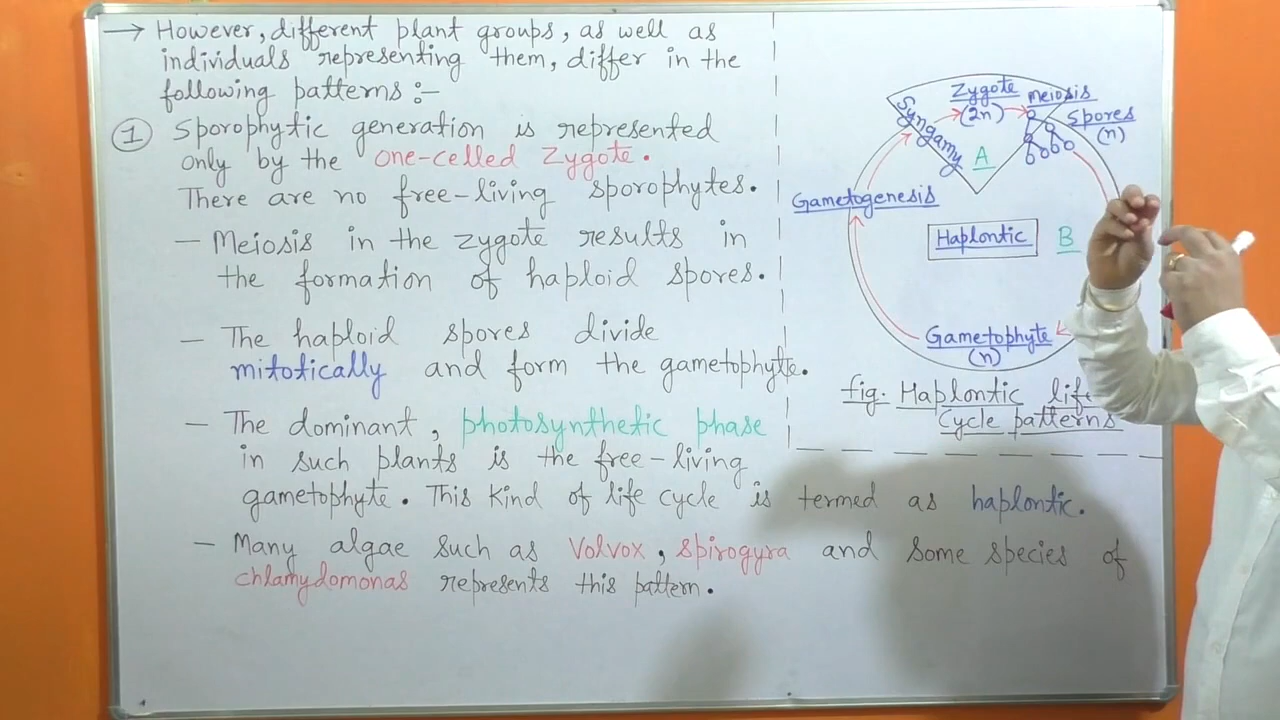 → However, different plant groups, as well as
individuals representing them, differ in the
following patterns :-
① Sporophytic generation is represented
only by the one-celled Zygote.
There are no free-living sporophytes.
– Meiosis in the zygote results in
the formation of haploid spores.
– The haploid spores divide
mitotically and form the gametophyte.
– The dominant, photosynthetic phase
in such plants is the free-living
gametophyte. This kind of life cycle is termed as haplontic.
– Many algae such as Volvox, spirogyra and some species of
chlamydomonas represents this pattern.
Zygote
(2n)
Meiosis
Spores
(n)
Syngamy
A
Gametogenesis
Haplontic
B
Gametophyte
(n)
fig. Haplontic
Cycle patterns